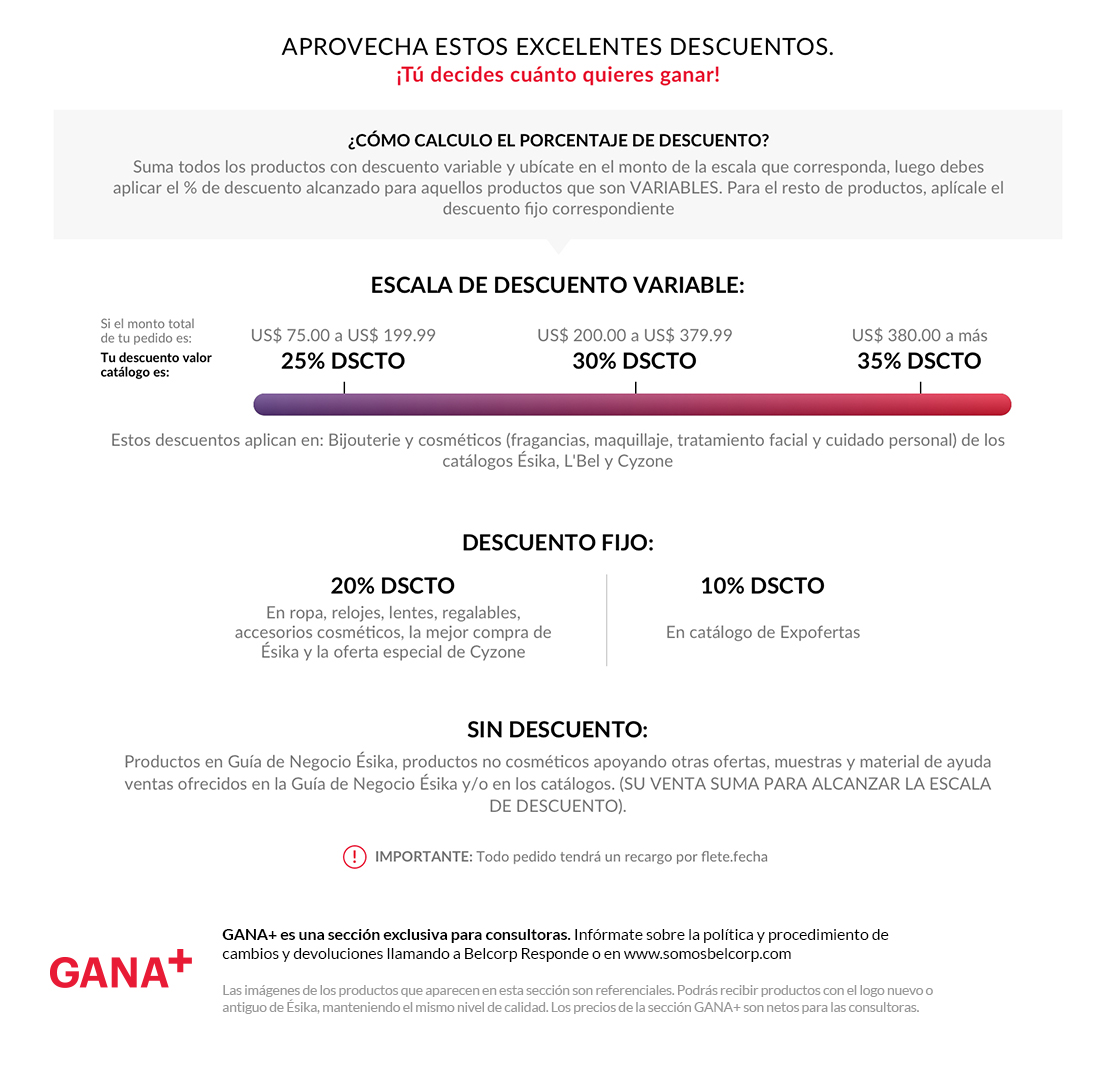 APROVECHA ESTOS EXCELENTES DESCUENTOS.
¡Tú decides cuánto quieres ganar!
¿CÓMO CALCULO EL PORCENTAJE DE DESCUENTO?
Suma todos los productos con descuento variable y ubícate en el monto de la escala que corresponda, luego debes
aplicar el % de descuento alcanzado para aquellos productos que son VARIABLES. Para el resto de productos, aplícale el
descuento fijo correspondiente
ESCALA DE DESCUENTO VARIABLE:
Si el monto total
de tu pedido es:
Tu descuento valor
catálogo es:
US$ 75.00 a US$ 199.99
25% DSCTO
US$ 200.00 a US$ 379.99
30% DSCTO
US$ 380.00 a más
35% DSCTO
Estos descuentos aplican en: Bijouterie y cosméticos (fragancias, maquillaje, tratamiento facial y cuidado personal) de los
catálogos Ésika, L'Bel y Cyzone
DESCUENTO FIJO:
20% DSCTO
En ropa, relojes, lentes, regalables,
accesorios cosméticos, la mejor compra de
Ésika y la oferta especial de Cyzone
10% DSCTO
En catálogo de Expofertas
SIN DESCUENTO:
Productos en Guía de Negocio Ésika, productos no cosméticos apoyando otras ofertas, muestras y material de ayuda
ventas ofrecidos en la Guía de Negocio Ésika y/o en los catálogos. (SU VENTA SUMA PARA ALCANZAR LA ESCALA
DE DESCUENTO).
! IMPORTANTE: Todo pedido tendrá un recargo por flete.fecha
GANA+
GANA+ es una sección exclusiva para consultoras. Infórmate sobre la política y procedimiento de
cambios y devoluciones llamando a Belcorp Responde o en www.somosbelcorp.com
Las imágenes de los productos que aparecen en esta sección son referenciales. Podrás recibir productos con el logo nuevo o
antiguo de Ésika, manteniendo el mismo nivel de calidad. Los precios de la sección GANA+ son netos para las consultoras.